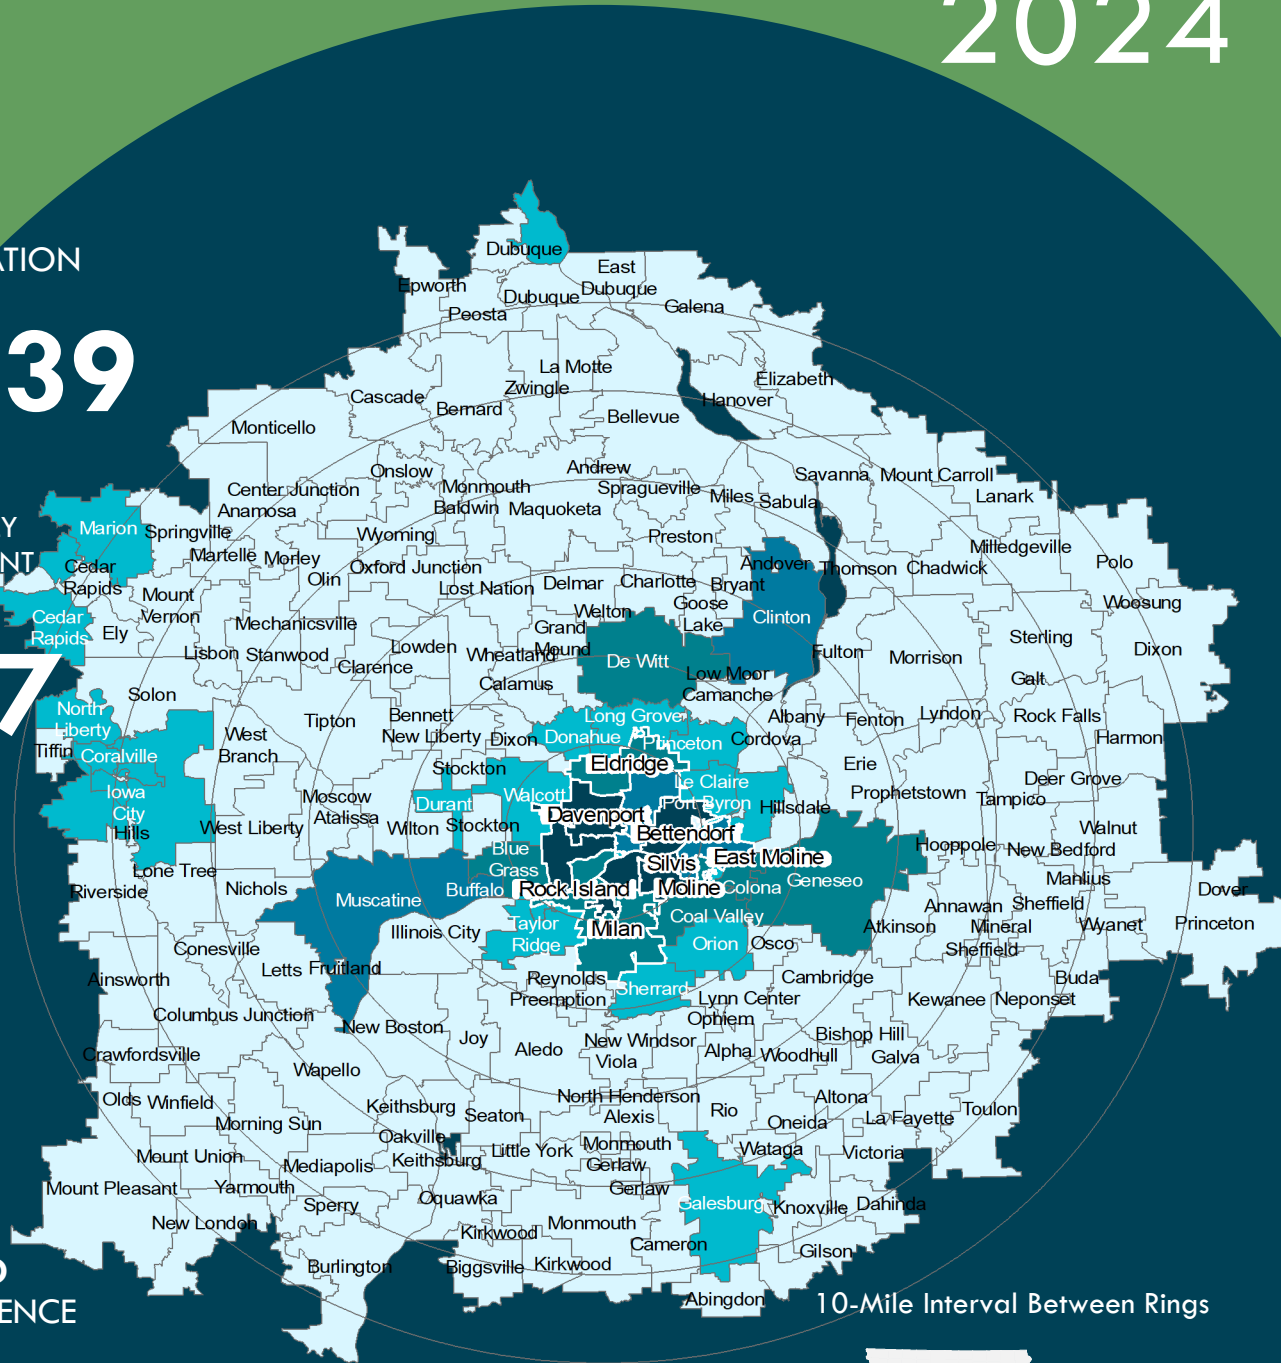 2024
ATION
39
Y
NT
7
ENCE
Dubuque
East
Dubuque
Epworth
Dubuque
Peosta
Galena
La Motte
Zwingle
Elizabeth
Cascade
Bernard
Hanover
Bellevue
Monticello
Onslow
Andrew
Savanna
Mount Carroll
Center Junction
Monmouth
Spragueville
Miles
Sabula
Lanark
Anamosa
Baldwin
Maquoketa
Marion
Springville
Wyoming
Preston
Milledgeville
Martelle
Morley
Andover
Polo
Cedar
Rapids
Oxford Junction
Olin
Lost Nation
Delmar
Charlotte
Bryant
Thomson
Chadwick
Mount
Vernon
Goose
Lake
Woosung
Cedar
Rapids
Welton
Clinton
Ely
Mechanicsville
Grand
Mound
Sterling
Lisbon
Stanwood
Lowden
Wheatland
De Witt
Fulton
Morrison
Dixon
Clarence
Low Moor
Galt
Solon
Calamus
Camanche
North
Liberty
Tipton
Bennett
Long Grove
Albany
Fenton
Lyndon
Rock Falls
New Liberty
Dixon
Donahue
Princeton
Cordova
Harmon
Tiffin
Coralville
West
Branch
Stockton
Eldridge
Erie
Iowa
City
Moscow
Durant
Walcott
Le Claire
Port Byron
Hillsdale
Prophetstown
Tampico
Deer Grove
Atalissa
Davenport
Hills
West Liberty
Wilton
Stockton
Bettendorf
Walnut
Hooppole
New Bedford
Blue
Grass
Silvis
East Moline
Lone Tree
Riverside
Nichols
Buffalo
Rock Island
Moline
Colona
Geneseo
Manlius
Dover
Muscatine
Annawan
Sheffield
Illinois City
Taylor
Ridge
Milan
Coal Valley
Atkinson
Mineral
Wyanet
Princeton
Conesville
Orion
Osco
Sheffield
Ainsworth
Letts
Fruitland
Reynolds
Cambridge
Buda
Sherrard
Preemption
Lynn Center
Kewanee
Neponset
Columbus Junction
New Boston
Ophiem
Joy
New Windsor
Bishop Hill
Crawfordsville
Aledo
Viola
Alpha
Woodhull
Galva
Wapello
Olds
Winfield
Keithsburg
North Henderson
Altona
Seaton
Alexis
Rio
La Fayette
Toulon
Morning Sun
Oneida
Oakville
Little York
Monmouth
Wataga
Victoria
Mount Union
Mediapolis
Keithsburg
Gerlaw
Mount Pleasant
Yarmouth
Gerlaw
Sperry
Oquawka
Galesburg
Knoxville
Dahinda
New London
Kirkwood
Monmouth
Cameron
Gilson
Burlington
Biggsville
Kirkwood
Abingdon
10-Mile Interval Between Rings